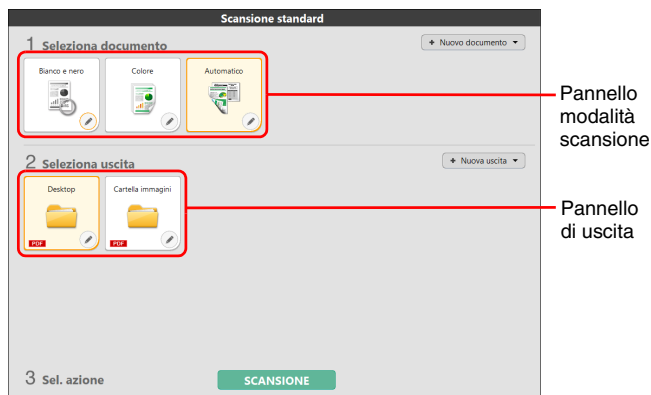 Scansione standard
1 Seleziona documento
+ Nuovo documento
Bianco e nero
Colore
Automatico
Pannello
modalità
scansione
2 Seleziona uscita
+ Nuova uscita
Desktop
Cartella immagini
PDF
PDF
Pannello
di uscita
3 Sel. azione
SCANSIONE